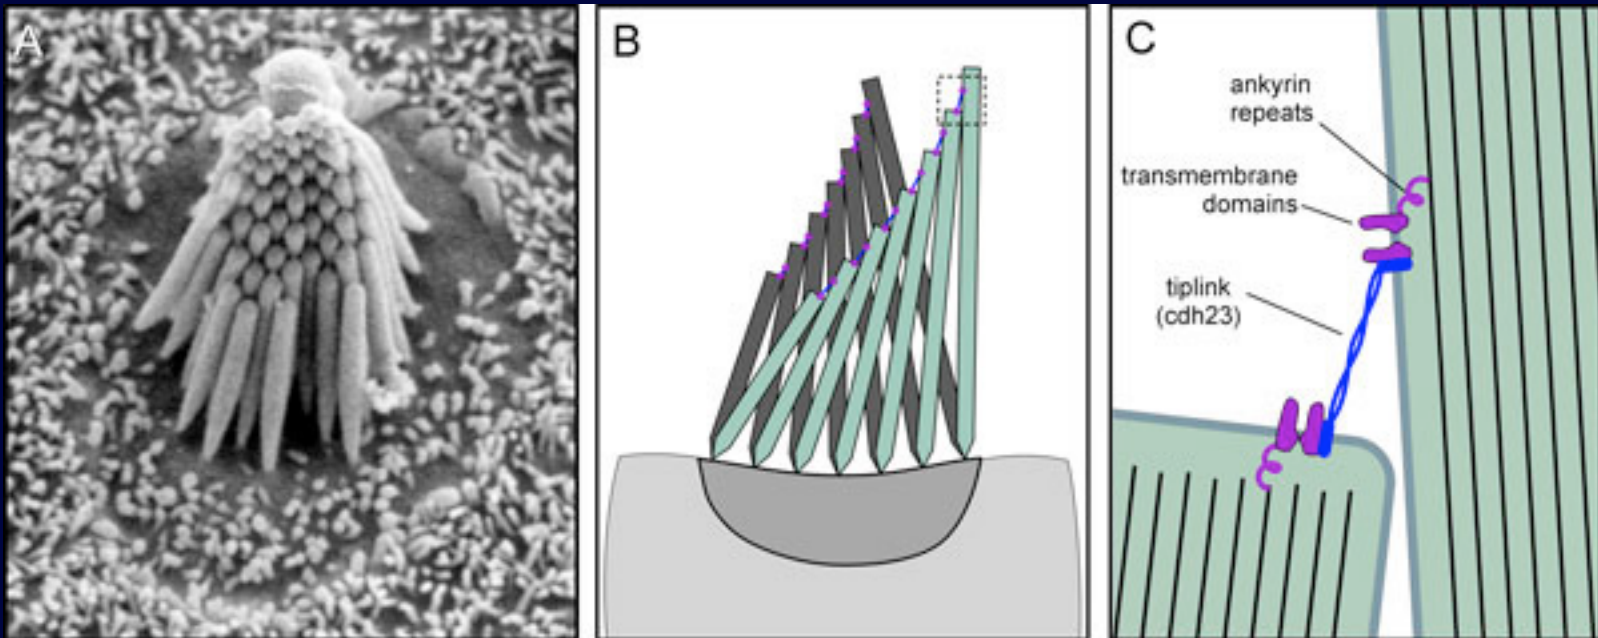 A
B
C
ankyrin
repeats
transmembrane
domains
tiplink
(cdh23)